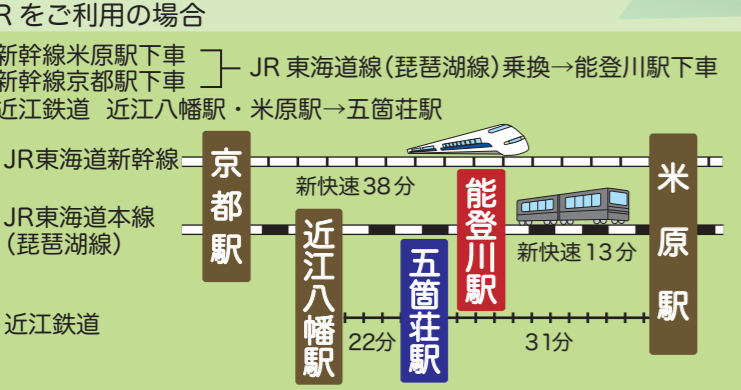 Rをご利用の場合
新幹線米原駅下車
新幹線京都駅下車
JR 東海道線(琵琶湖線)乗換→能登川駅下車
近江鉄道 近江八幡駅・米原駅→五箇荘駅
JR東海道新幹線
京都駅
新快速38分
米原駅
JR東海道本線
(琵琶湖線)
近江八幡駅
五箇荘駅
能登川駅
新快速13分
近江鉄道
22分
31分